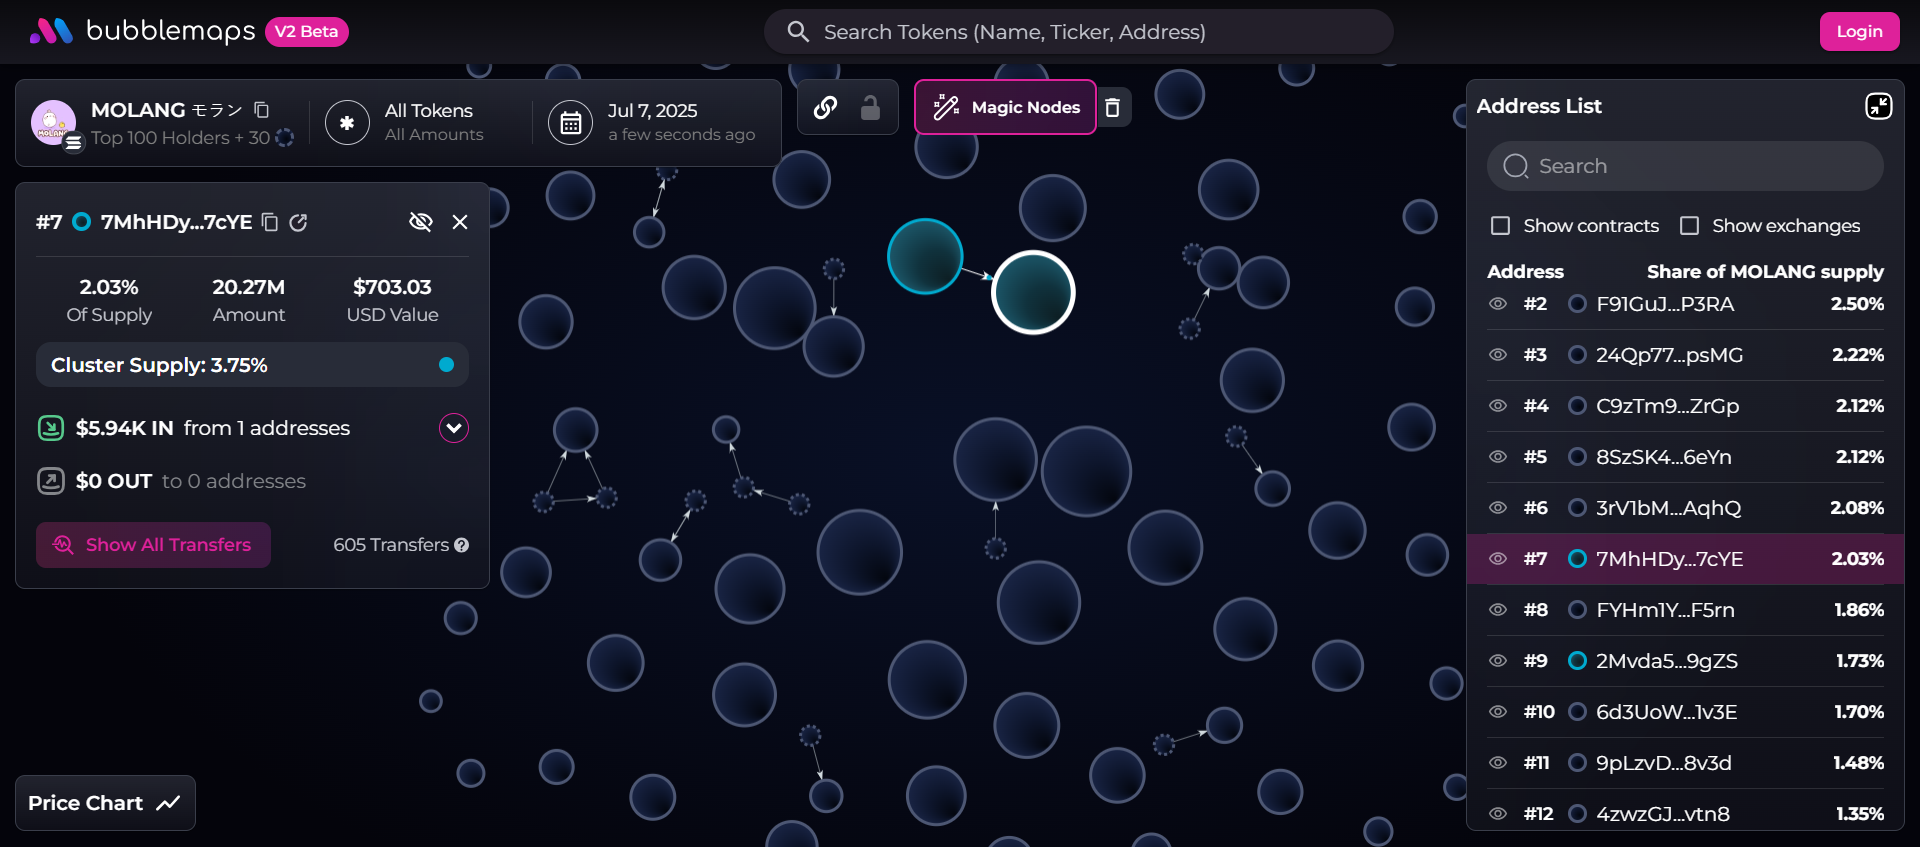 bubblemaps V2 Beta
Search Tokens (Name, Ticker, Address)
Login
MOLANG モラン
Top 100 Holders + 30
All Tokens
All Amounts
Jul 7, 2025
a few seconds ago
Magic Nodes
#7 7MhHDy...7cYE
2.03% 20.27M $703.03
Of Supply Amount USD Value
Cluster Supply: 3.75%
$5.94K IN from 1 addresses
$0 OUT to 0 addresses
Show All Transfers 605 Transfers ?
Price Chart
Address List
Search
Show contracts Show exchanges
Address Share of MOLANG supply
#2 F91GuJ...P3RA 2.50%
#3 24Qp77...psMG 2.22%
#4 C9zTm9...ZrGp 2.12%
#5 8SzSK4...6eYn 2.12%
#6 3rV1bM...AqhQ 2.08%
#7 7MhHDy...7cYE 2.03%
#8 FYHm1Y...F5rn 1.86%
#9 2Mvda5...9gZS 1.73%
#10 6d3UoW...1v3E 1.70%
#11 9pLzvD...8v3d 1.48%
#12 4zwzGJ...vtn8 1.35%